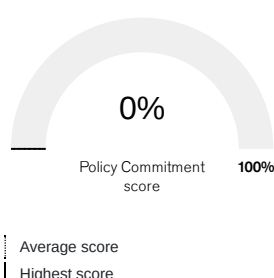 0%
Policy Commitment 100%
score
Average score
Highest score